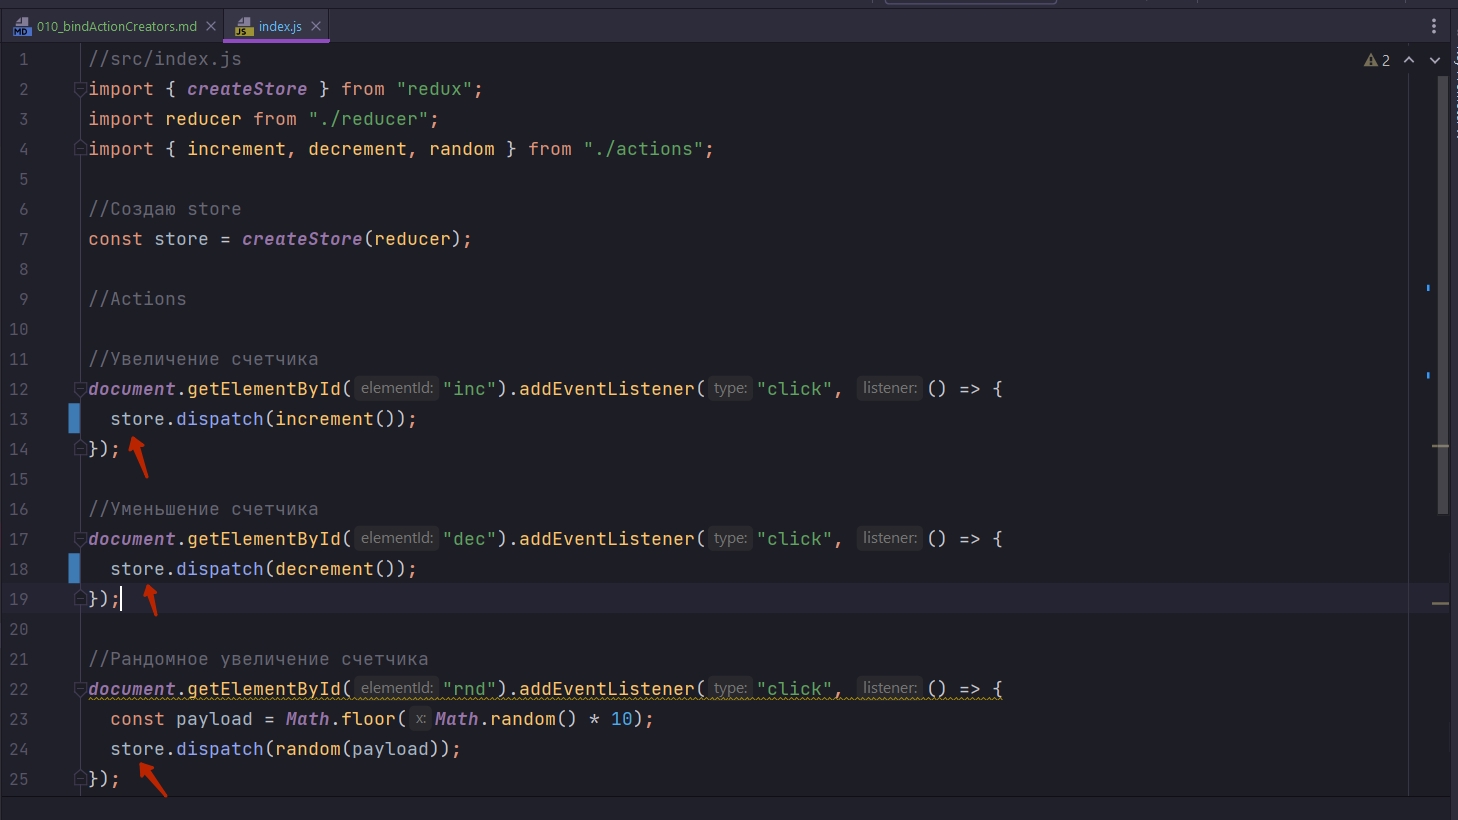 010_bindActionCreators.md
index.js
2
1 //src/index.js
2 import { createStore } from "redux";
3 import reducer from "./reducer";
4 import { increment, decrement, random } from "./actions";
5
6 //Создаю store
7 const store = createStore(reducer);
8
9 //Actions
10
11 //Увеличение счетчика
12 document.getElementById( elementId: "inc").addEventListener( type: "click", listener: () => {
13 store.dispatch(increment());
14 });
15
16 //Уменьшение счетчика
17 document.getElementById( elementId: "dec").addEventListener( type: "click", listener: () => {
18 store.dispatch(decrement());
19 });
20
21 //Рандомное увеличение счетчика
22 document.getElementById( elementId: "rnd").addEventListener( type: "click", listener: () => {
23 const payload = Math.floor( x: Math.random() * 10);
24 store.dispatch(random(payload));
25 });